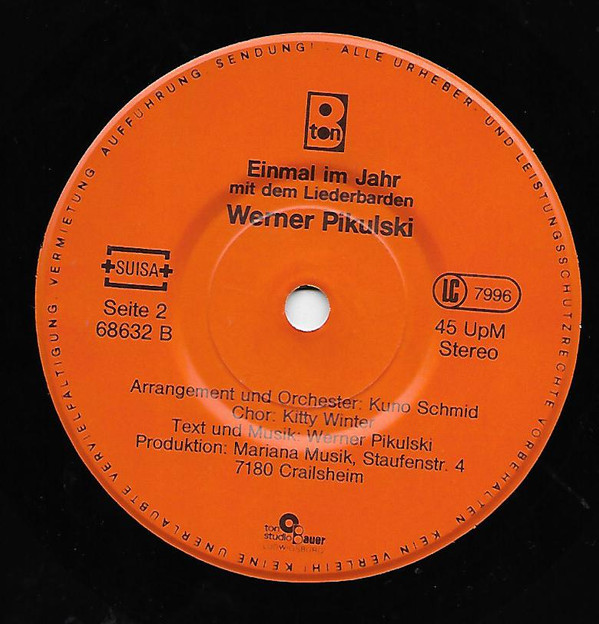 VERVIELFÄLTIGUNG, VERMIETUNG, AUFFÜHRUNG SENDUNG! ALLE URHEBER- UND LEISTUNGSSCHUTZRECHTE VORBEHALTEN. KEIN VERLEIH! KEINE UNERLAUBTE
B
ton
Einmal im Jahr
mit dem Liederbarden
Werner Pikulski
SUISA
Seite 2
68632 B
LC 7996
45 UpM
Stereo
Arrangement und Orchester: Kuno Schmid
Chor: Kitty Winter
Text und Musik: Werner Pikulski
Produktion: Mariana Musik, Staufenstr. 4
7180 Crailsheim
ton
studio Bauer
LUDWIGSBURG